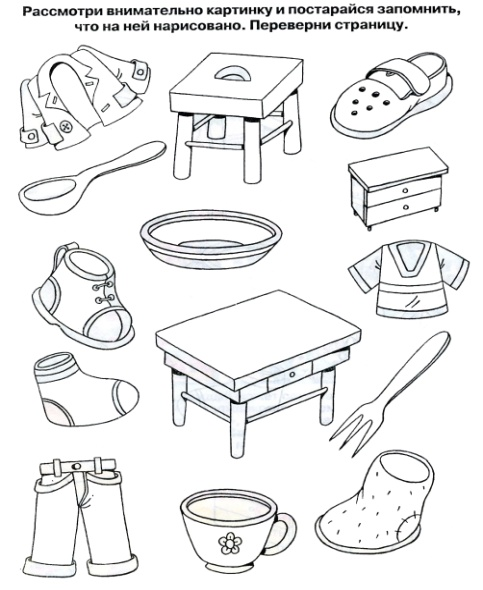 Рассмотри внимательно картинку и постарайся запомнить,
что на ней нарисовано. Переверни страницу.